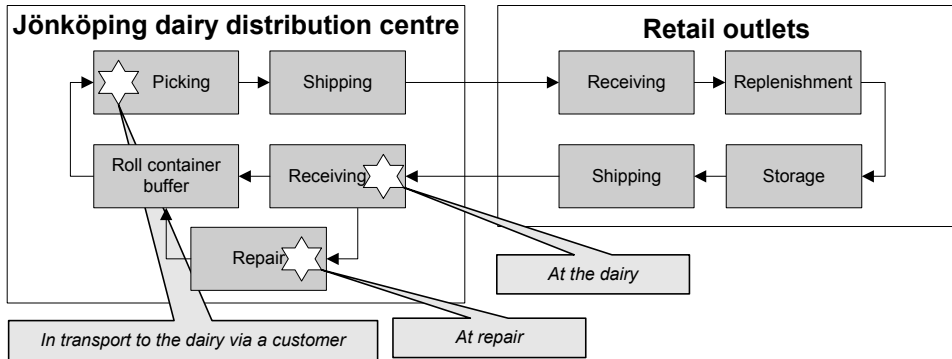 Jönköping dairy distribution centre
Retail outlets
Picking
Shipping
Receiving
Replenishment
Roll container
buffer
Receiving
Shipping
Storage
Repair
At the dairy
In transport to the dairy via a customer
At repair